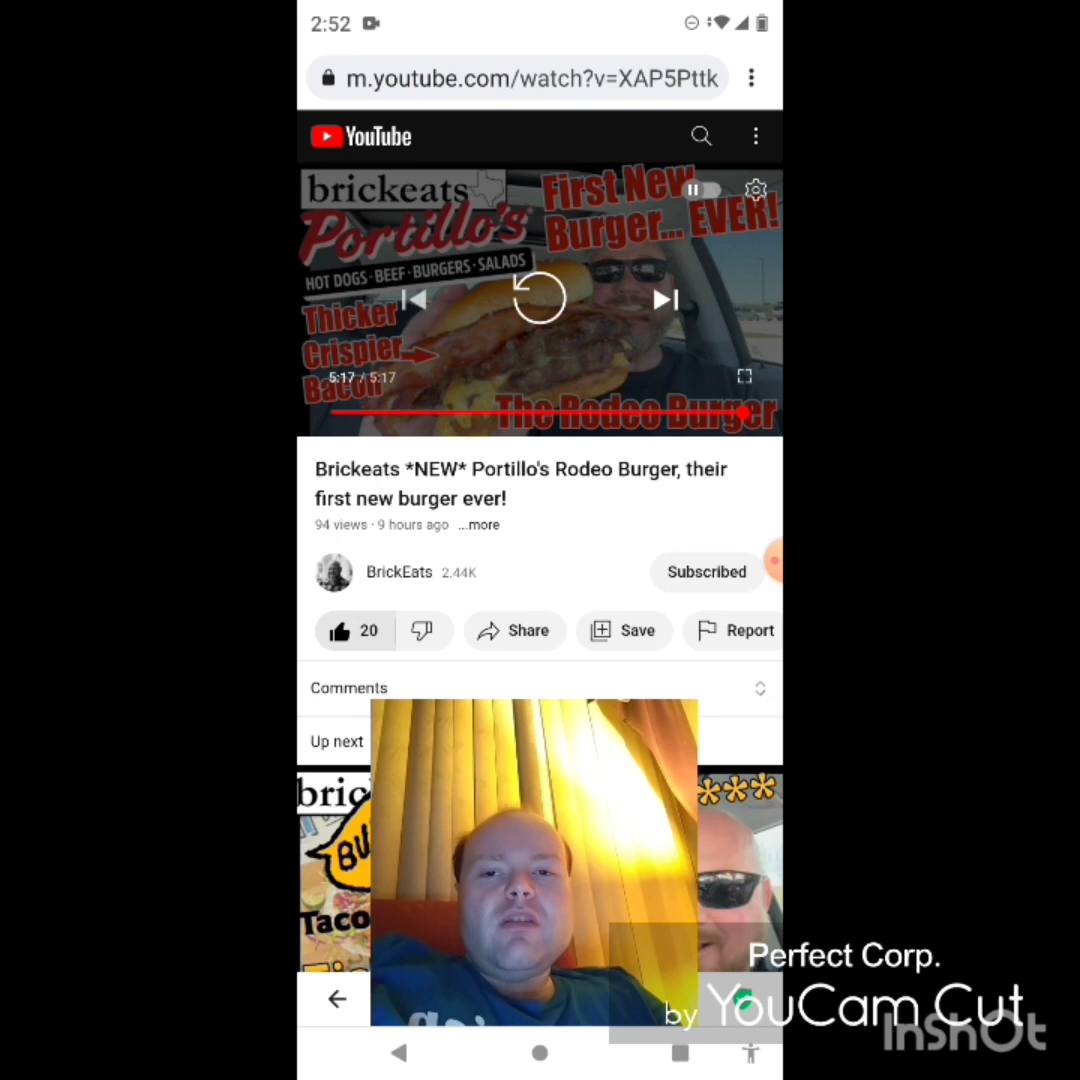 2:52
m.youtube.com/watch?v=XAP5Pttk
YouTube
brickeats
First New
Burger... EVER!
Portillo's
HOT DOGS·BEEF·BURGERS·SALADS
Thicker
Crispier
Bacon
5:17 / 5:17
The Rodeo Burger
Brickeats *NEW* Portillo's Rodeo Burger, their
first new burger ever!
94 views · 9 hours ago ...more
BrickEats 2.44K
Subscribed
20
Share
Save
Report
Comments
Up next
bric
***
BU
Taco
Perfect Corp.
by YouCam Cut
InShOt